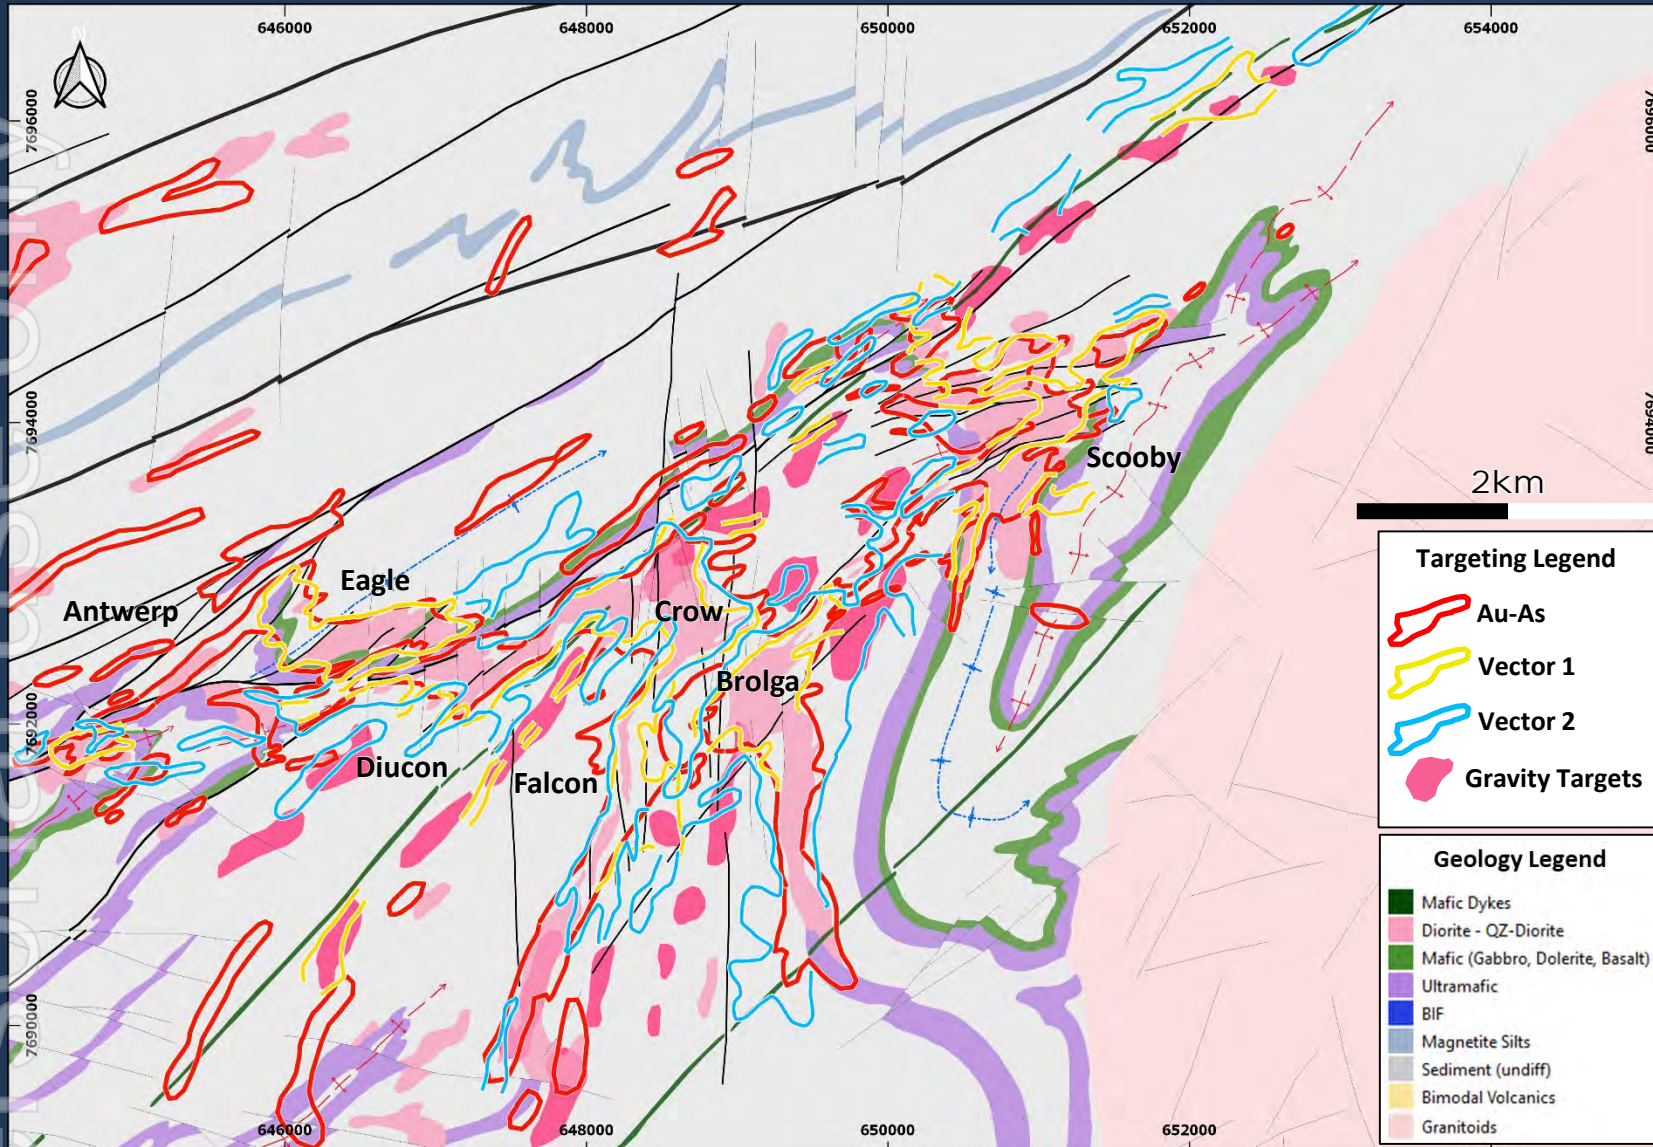 646000
648000
650000
652000
654000
N
7696000
7696000
7694000
7694000
Scooby
2km
Eagle
Antwerp
Crow
Brolga
7692000
Diucon
Falcon
7690000
646000
648000
650000
652000
Targeting Legend
Au-As
Vector 1
Vector 2
Gravity Targets
Geology Legend
Mafic Dykes
Diorite - QZ-Diorite
Mafic (Gabbro, Dolerite, Basalt)
Ultramafic
BIF
Magnetite Silts
Sediment (undiff)
Bimodal Volcanics
Granitoids